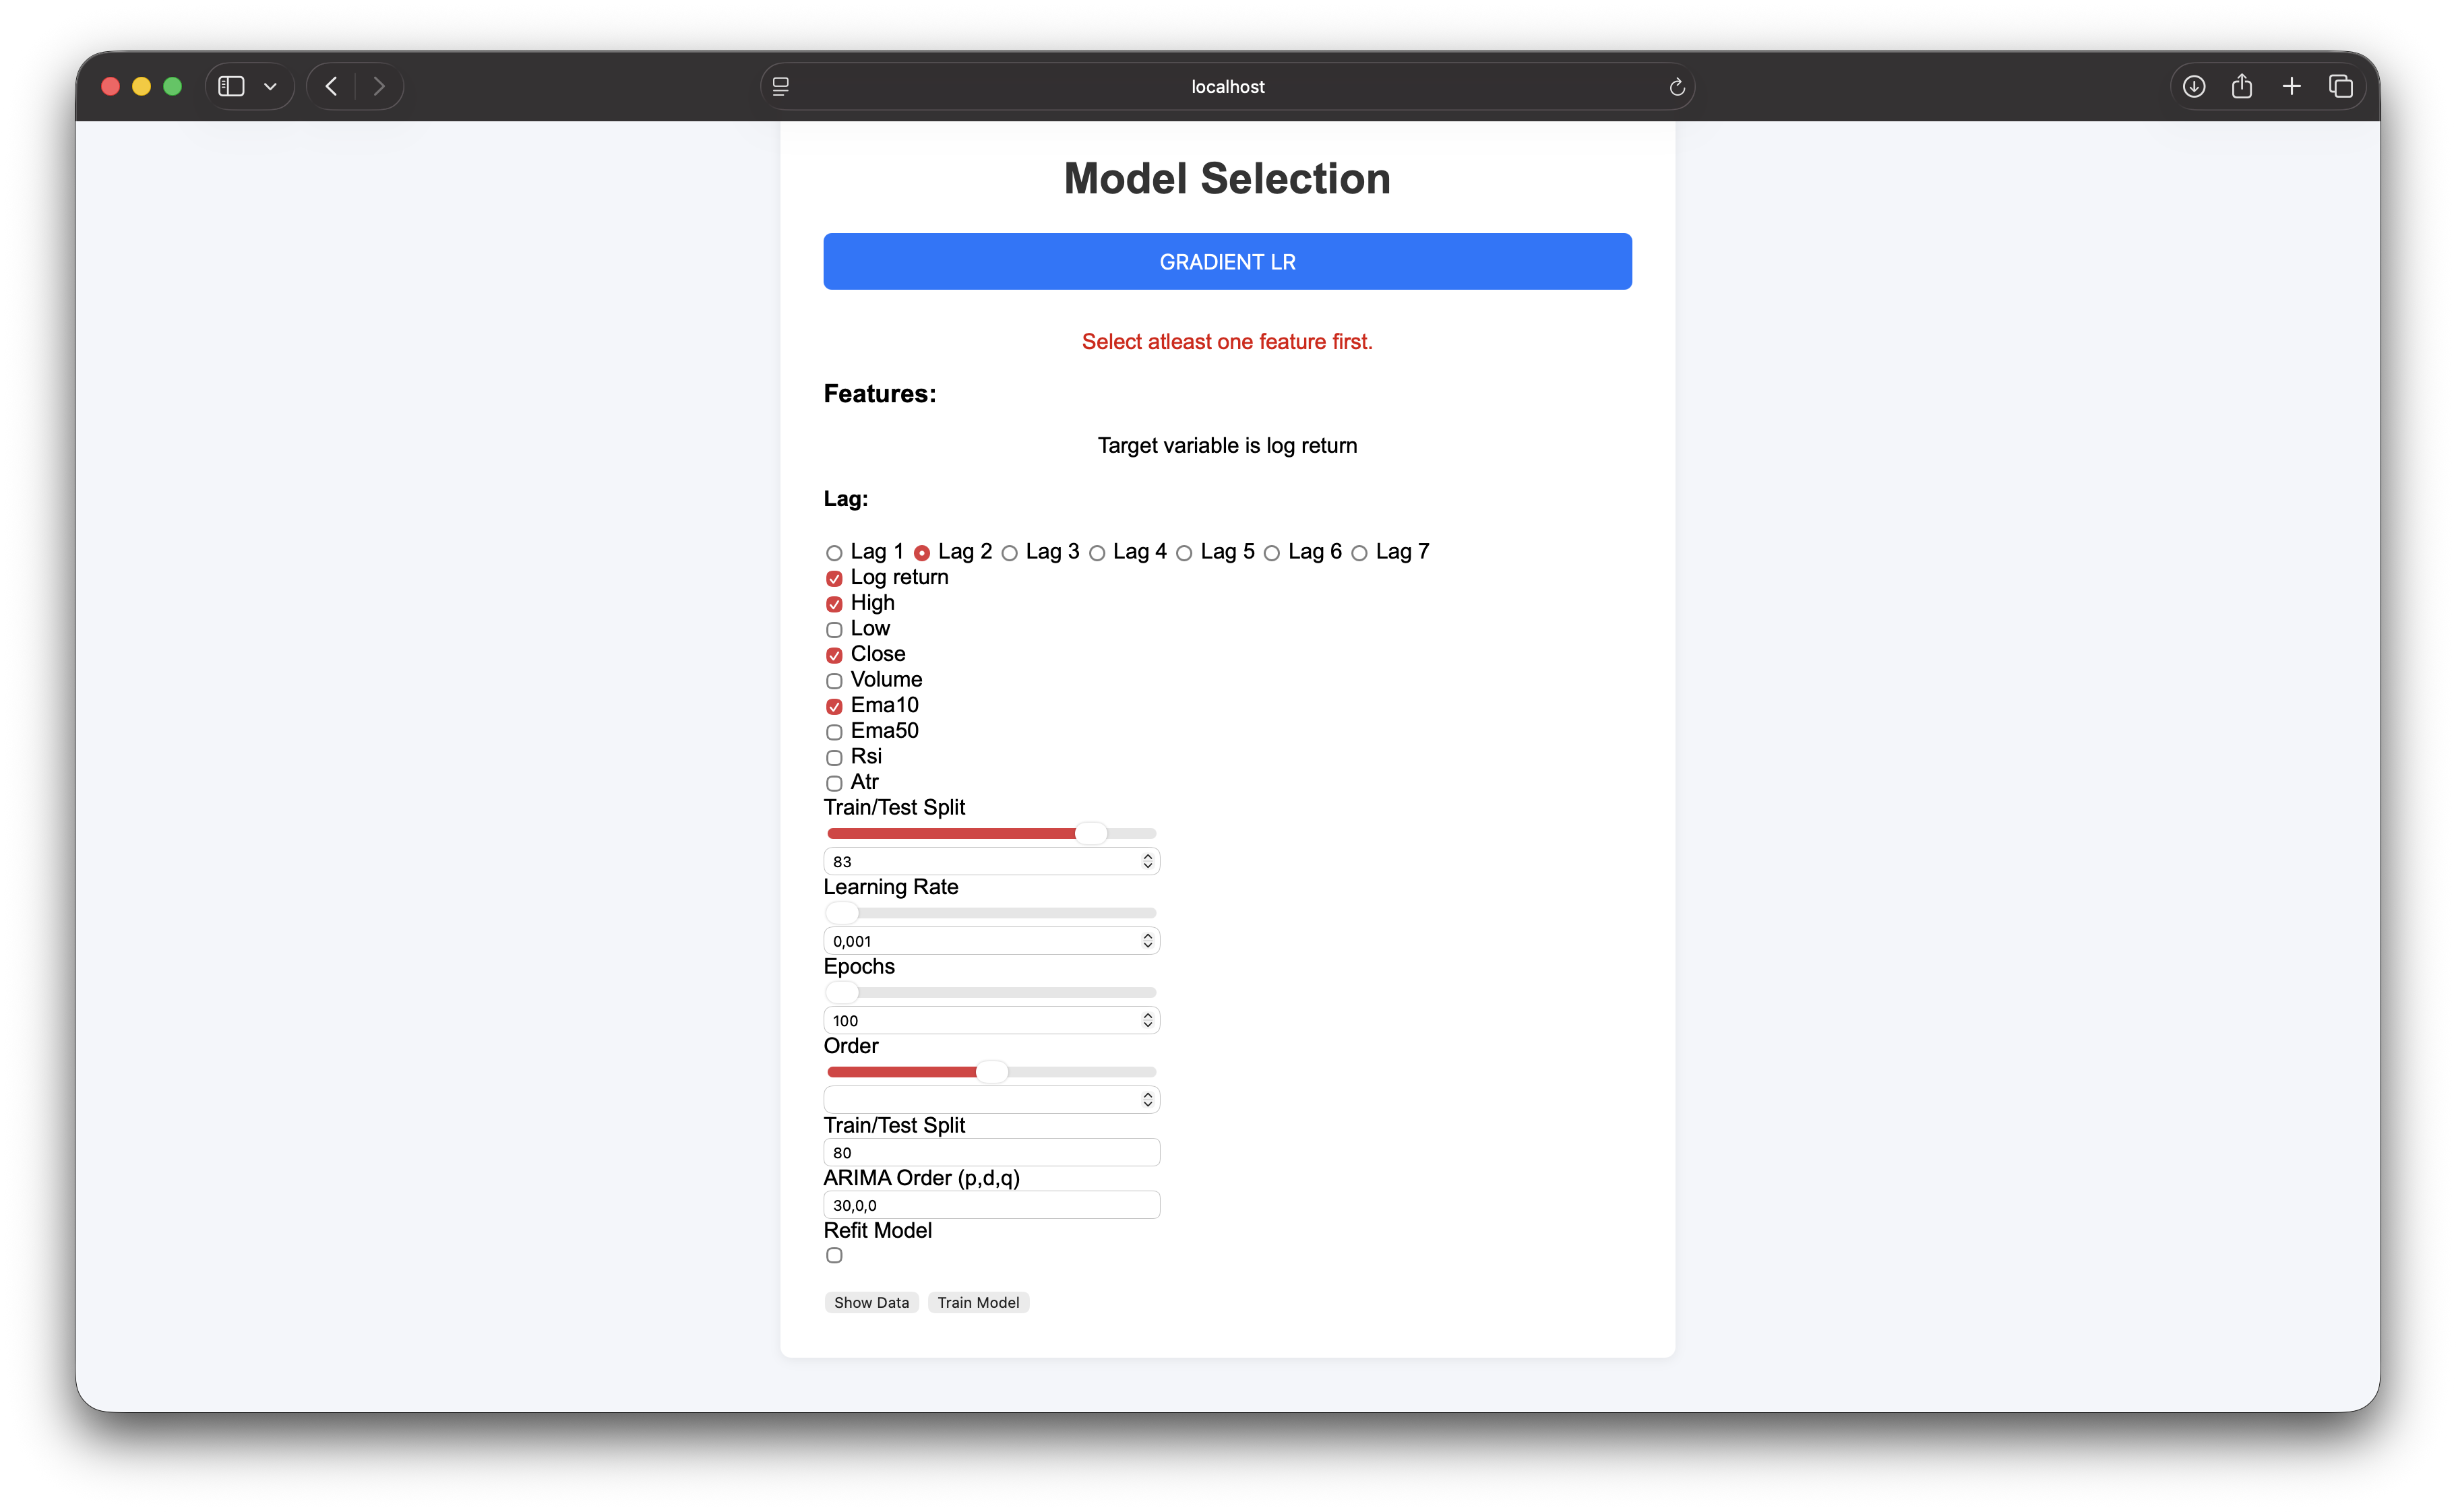 localhost
Model Selection
GRADIENT LR
Select atleast one feature first.
Features:
Target variable is log return
Lag:
Lag 1 Lag 2 Lag 3 Lag 4 Lag 5 Lag 6 Lag 7
Log return
High
Low
Close
Volume
Ema10
Ema50
Rsi
Atr
Train/Test Split
83
Learning Rate
0,001
Epochs
100
Order
Train/Test Split
80
ARIMA Order (p,d,q)
30,0,0
Refit Model
Show Data Train Model